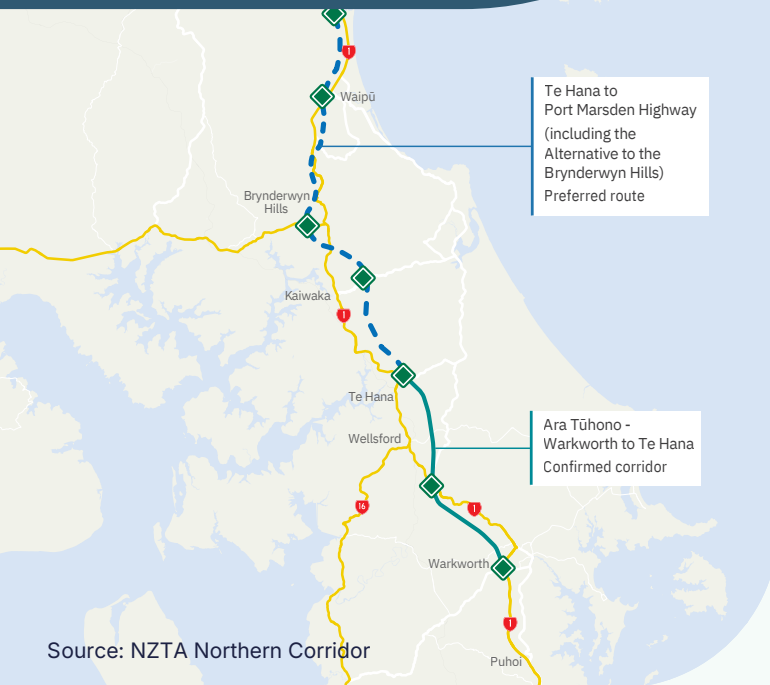 1
Waipū
Te Hana to
Port Marsden Highway
(including the
Alternative to the
Brynderwyn Hills)
Preferred route
Brynderwyn
Hills
Kaiwaka
1
Te Hana
Wellsford
Ara Tūhono -
Warkworth to Te Hana
Confirmed corridor
16
1
Warkworth
1
Source: NZTA Northern Corridor
Puhoi